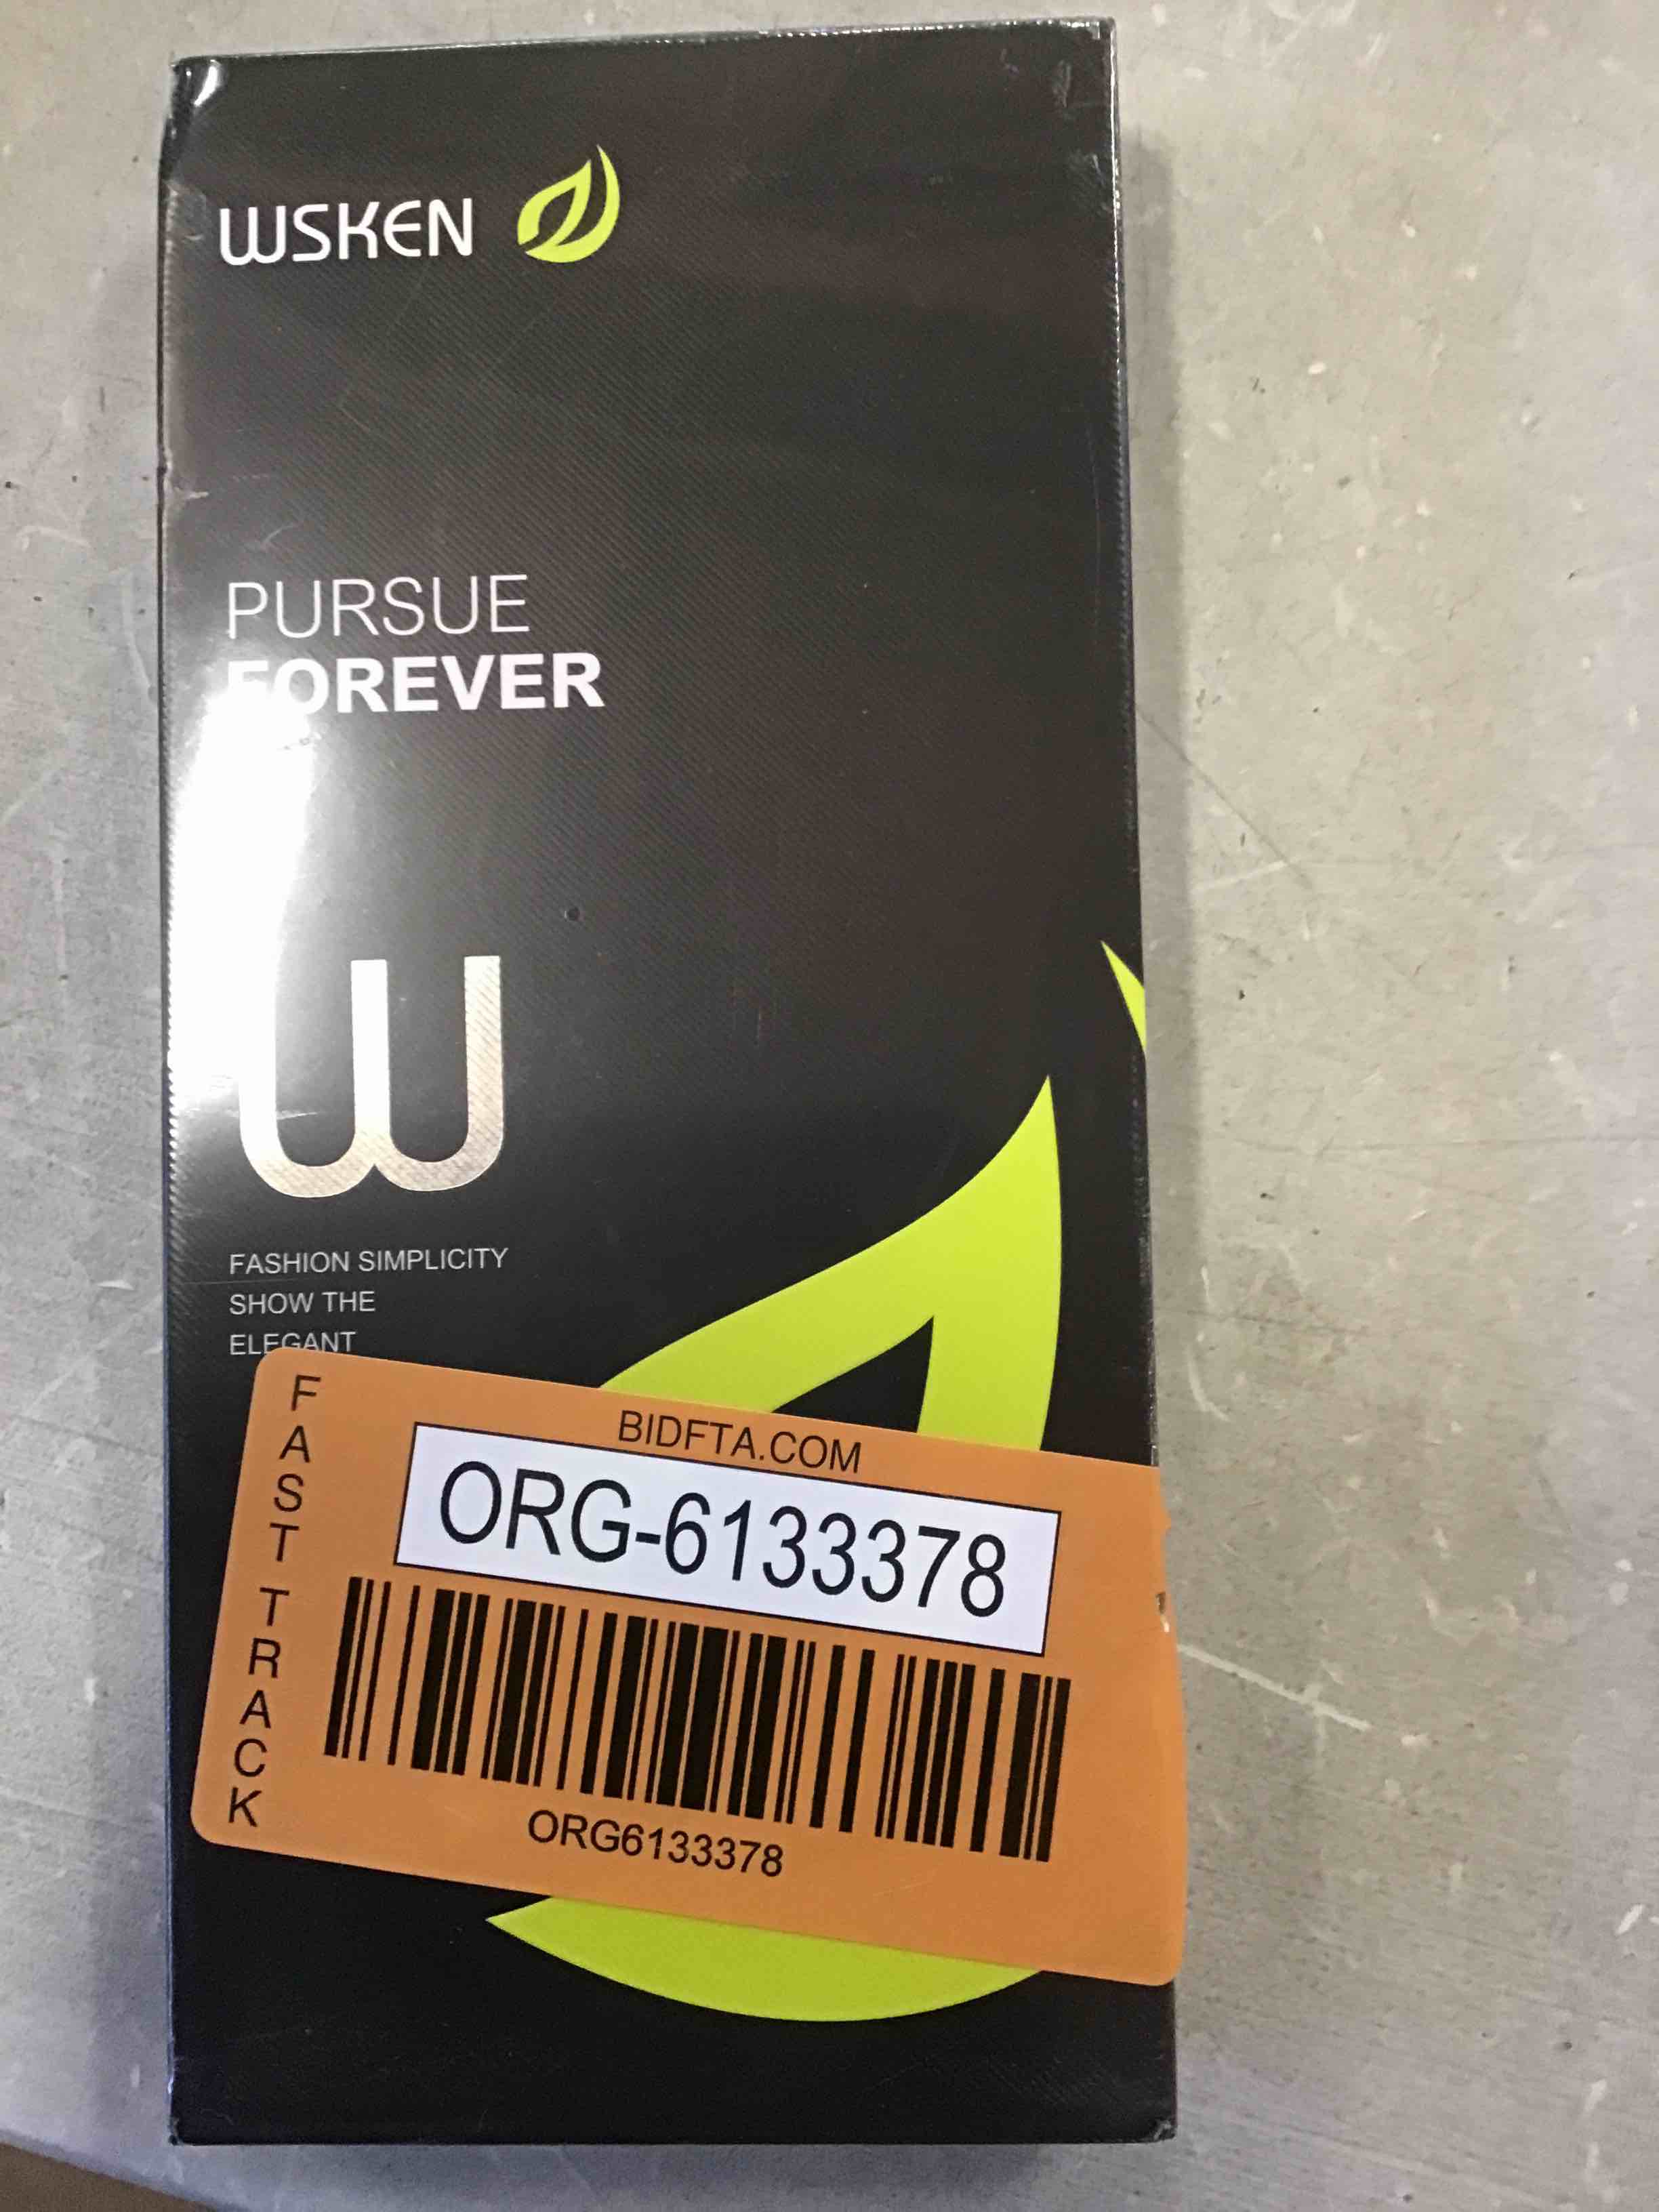 WSKEN
PURSUE
FOREVER
W
FASHION SIMPLICITY
SHOW THE
ELEGANT
FAST TRACK
BIDFTA.COM
ORG-6133378
ORG6133378